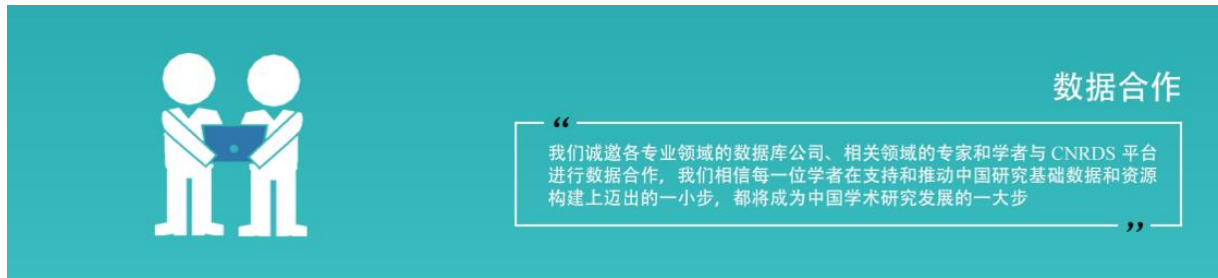 数据合作
“
我们诚邀各专业领域的数据库公司、相关领域的专家和学者与 CNRDS 平台
进行数据合作，我们相信每一位学者在支持和推动中国研究基础数据和资源
构建上迈出的一小步，都将成为中国学术研究发展的一大步
”